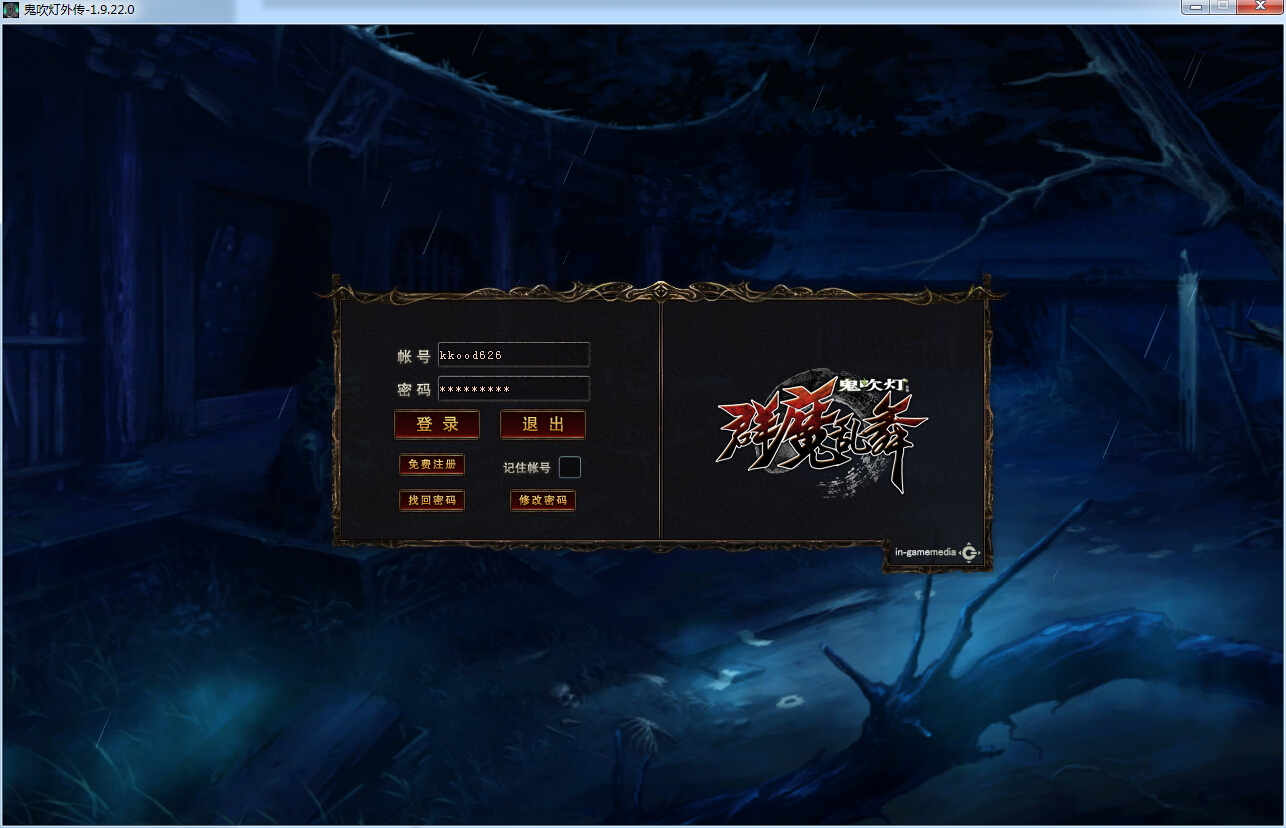 鬼吹灯外传-1.9.22.0
帐号 kkood626
密码 *********
登录 退出
免费注册 记住帐号
找回密码 修改密码
鬼吹灯
群魔乱舞
in-gamemedia